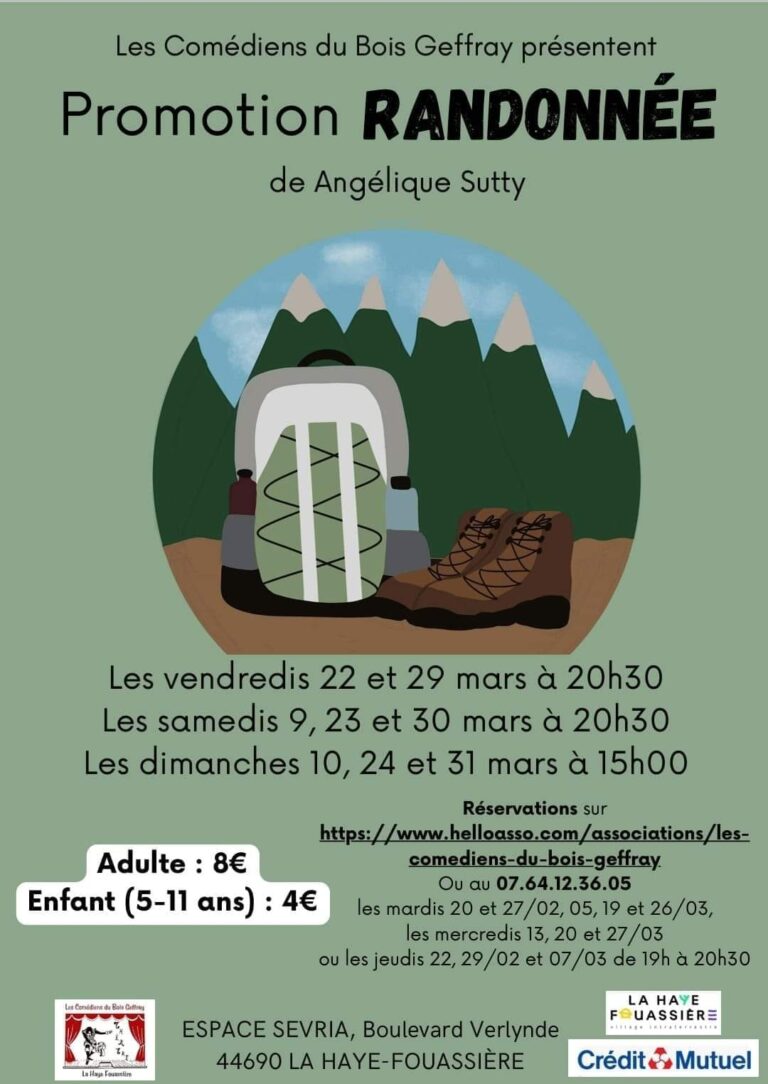 Les Comédiens du Bois Geffray présentent
Promotion RANDONNÉE
de Angélique Sutty
Les vendredis 22 et 29 mars à 20h30
Les samedis 9, 23 et 30 mars à 20h30
Les dimanches 10, 24 et 31 mars à 15h00
Adulte : 8€
Enfant (5-11 ans) : 4€
Réservations sur
https://www.helloasso.com/associations/les-
comediens-du-bois-geffray
Ou au 07.64.12.36.05
les mardis 20 et 27/02, 05, 19 et 26/03,
les mercredis 13, 20 et 27/03
ou les jeudis 22, 29/02 et 07/03 de 19h à 20h30
Les Comédiens du Bois Geffray
La Haye Fouassière
ESPACE SEVRIA, Boulevard Verlynde
44690 LA HAYE-FOUASSIÈRE
LA HAYE
FOUASSIÈRE
village intraterrestre
Crédit Mutuel